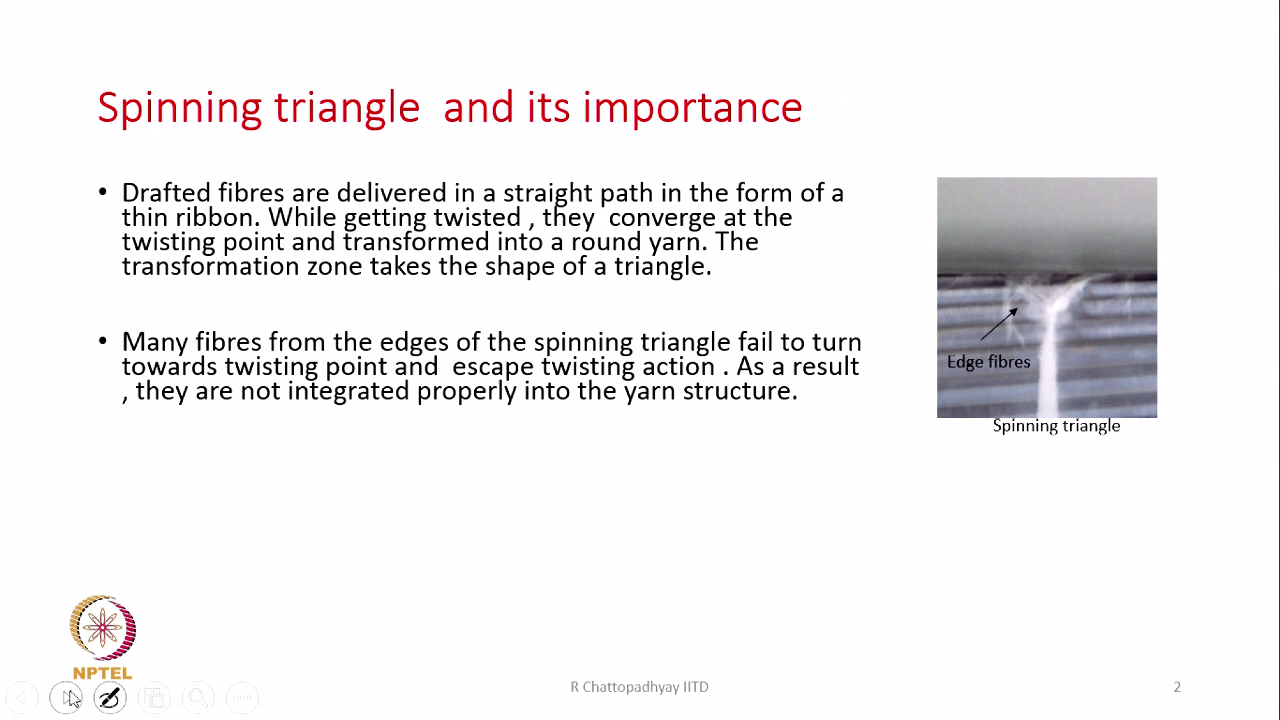 Spinning triangle and its importance
• Drafted fibres are delivered in a straight path in the form of a
thin ribbon. While getting twisted , they converge at the
twisting point and transformed into a round yarn. The
transformation zone takes the shape of a triangle.
• Many fibres from the edges of the spinning triangle fail to turn
towards twisting point and escape twisting action . As a result
, they are not integrated properly into the yarn structure.
Edge fibres
Spinning triangle
NPTEL
R Chattopadhyay IITD
2